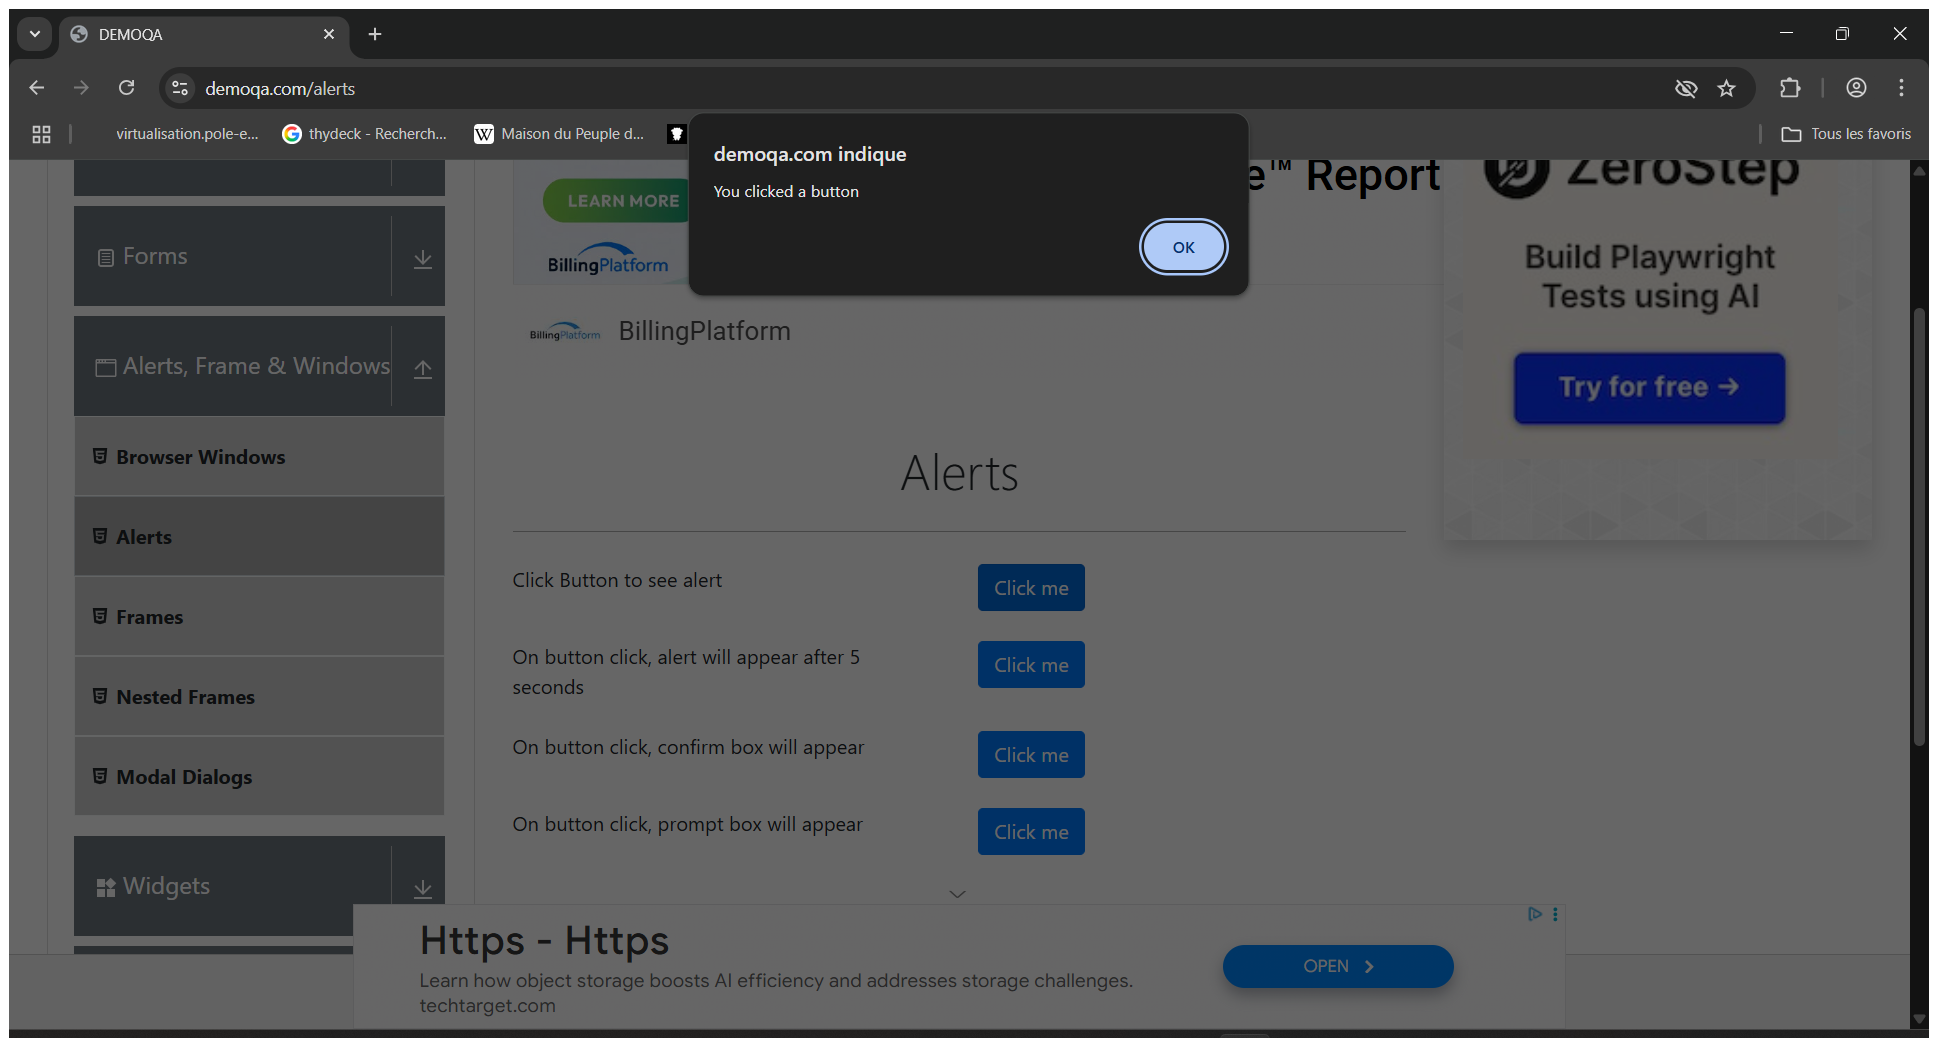 DEMOQA
demoqa.com/alerts
virtualisation.pole-e...
thydeck - Recherch...
Maison du Peuple d...
Tous les favoris
demoqa.com indique
You clicked a button
OK
LEARN MORE
BillingPlatform
e™ Report
BillingPlatform
BillingPlatform
ZeroStep
Build Playwright
Tests using AI
Try for free →
Forms
Alerts, Frame & Windows
Browser Windows
Alerts
Frames
Nested Frames
Modal Dialogs
Widgets
Alerts
Click Button to see alert
Click me
On button click, alert will appear after 5
seconds
Click me
On button click, confirm box will appear
Click me
On button click, prompt box will appear
Click me
Https - Https
Learn how object storage boosts AI efficiency and addresses storage challenges.
techtarget.com
OPEN